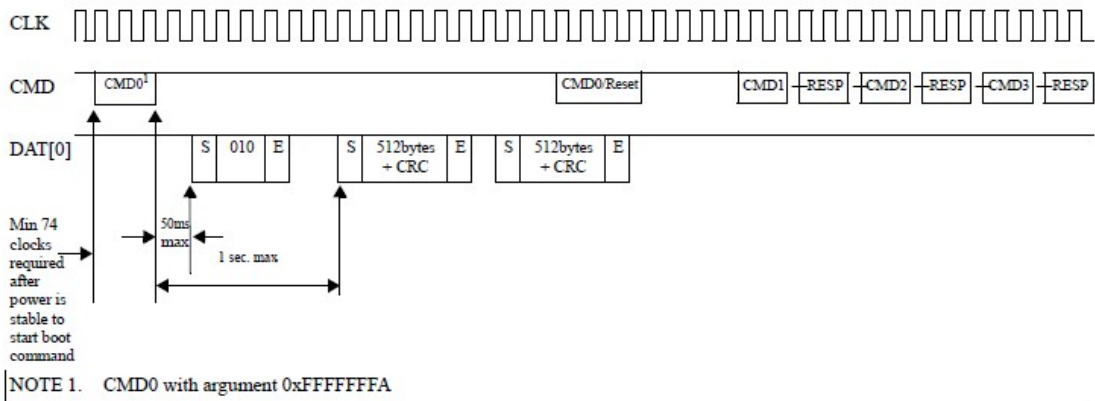 CLK
CMD
CMD0¹
CMD0/Reset
CMD1
RESP
CMD2
RESP
CMD3
RESP
DAT[0]
S
010
E
S
512bytes
+ CRC
E
S
512bytes
+ CRC
E
Min 74
clocks
required
after
power is
stable to
start boot
command
50ms
max
1 sec. max
NOTE 1. CMD0 with argument 0xFFFFFFFA